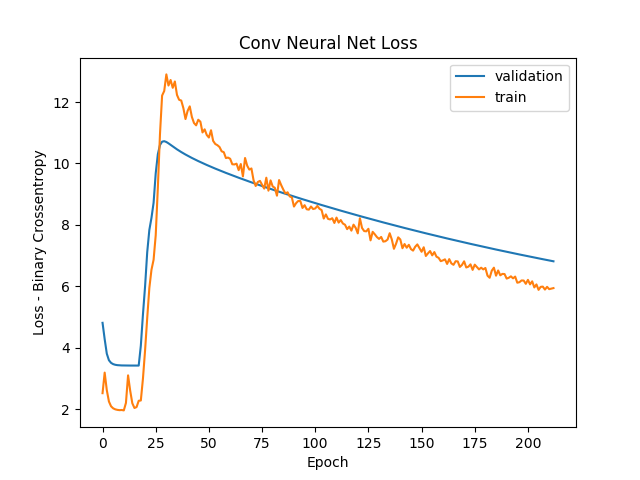 Conv Neural Net Loss
validation
train
Loss - Binary Crossentropy
12
10
8
6
4
2
0 25 50 75 100 125 150 175 200
Epoch